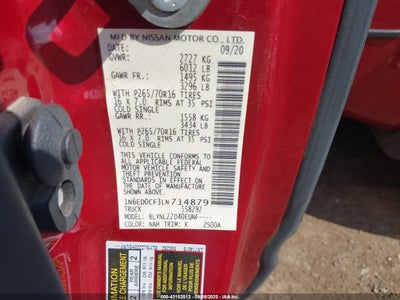 MFD BY NISSAN MOTOR CO., LTD.
DATE: 09/20
GVWR: 2727 KG
6012 LB
GAWR FR: 1495 KG
3296 LB
WITH P265/70R16 TIRES
16 X 7.0 RIMS AT 35 PSI
COLD SINGLE
GAWR RR: 1558 KG
3434 LB
WITH P265/70R16 TIRES
16 X 7.0 RIMS AT 35 PSI
COLD SINGLE
THIS VEHICLE CONFORMS TO
ALL APPLICABLE FEDERAL
MOTOR VEHICLE SAFETY
STANDARDS IN EFFECT ON THE
DATE OF MANUFACTURE SHOWN
ABOVE.
1N6ED0CF3LN714879
TRUCK 558292
MODEL: BLYNLZ2D40EUNF----
COLOR: NAH TRIM: K 2S00A